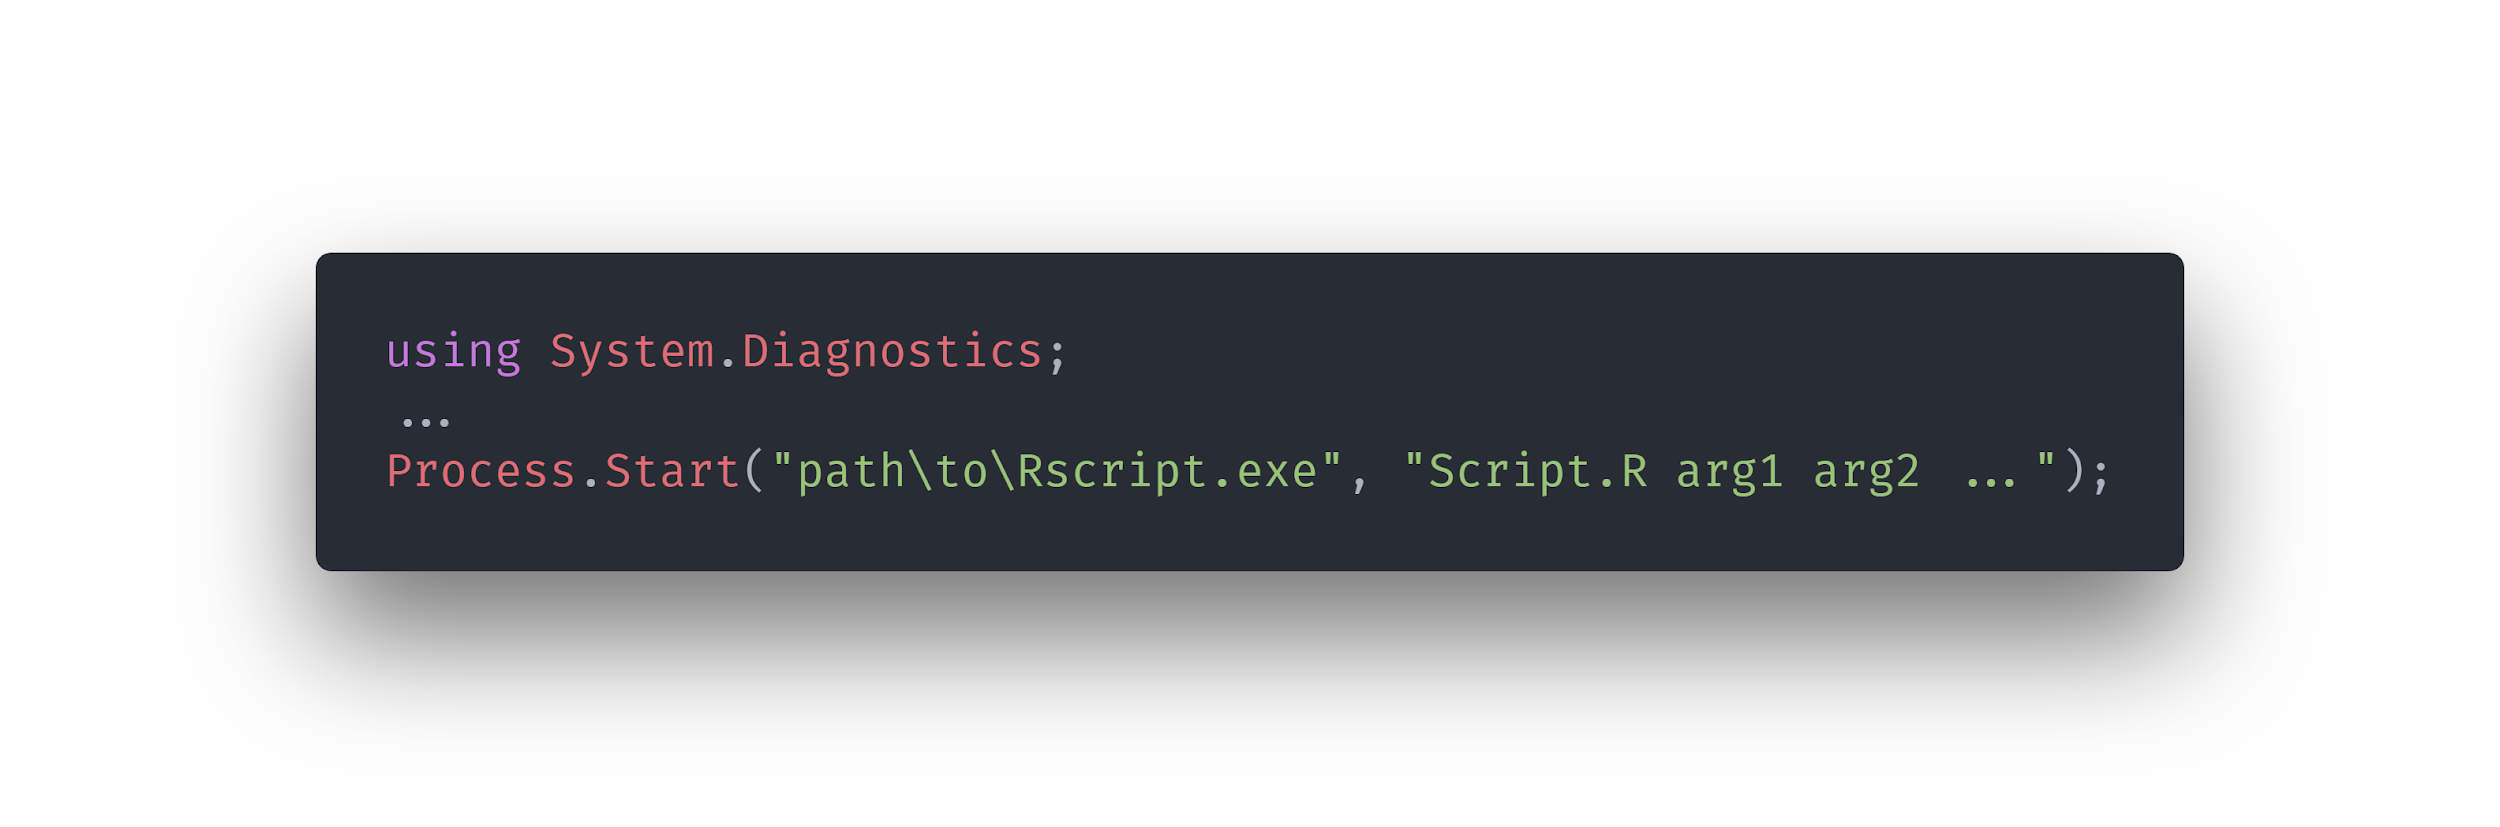 using System.Diagnostics;
...
Process.Start("path\to\Rscript.exe", "Script.R arg1 arg2 ...");